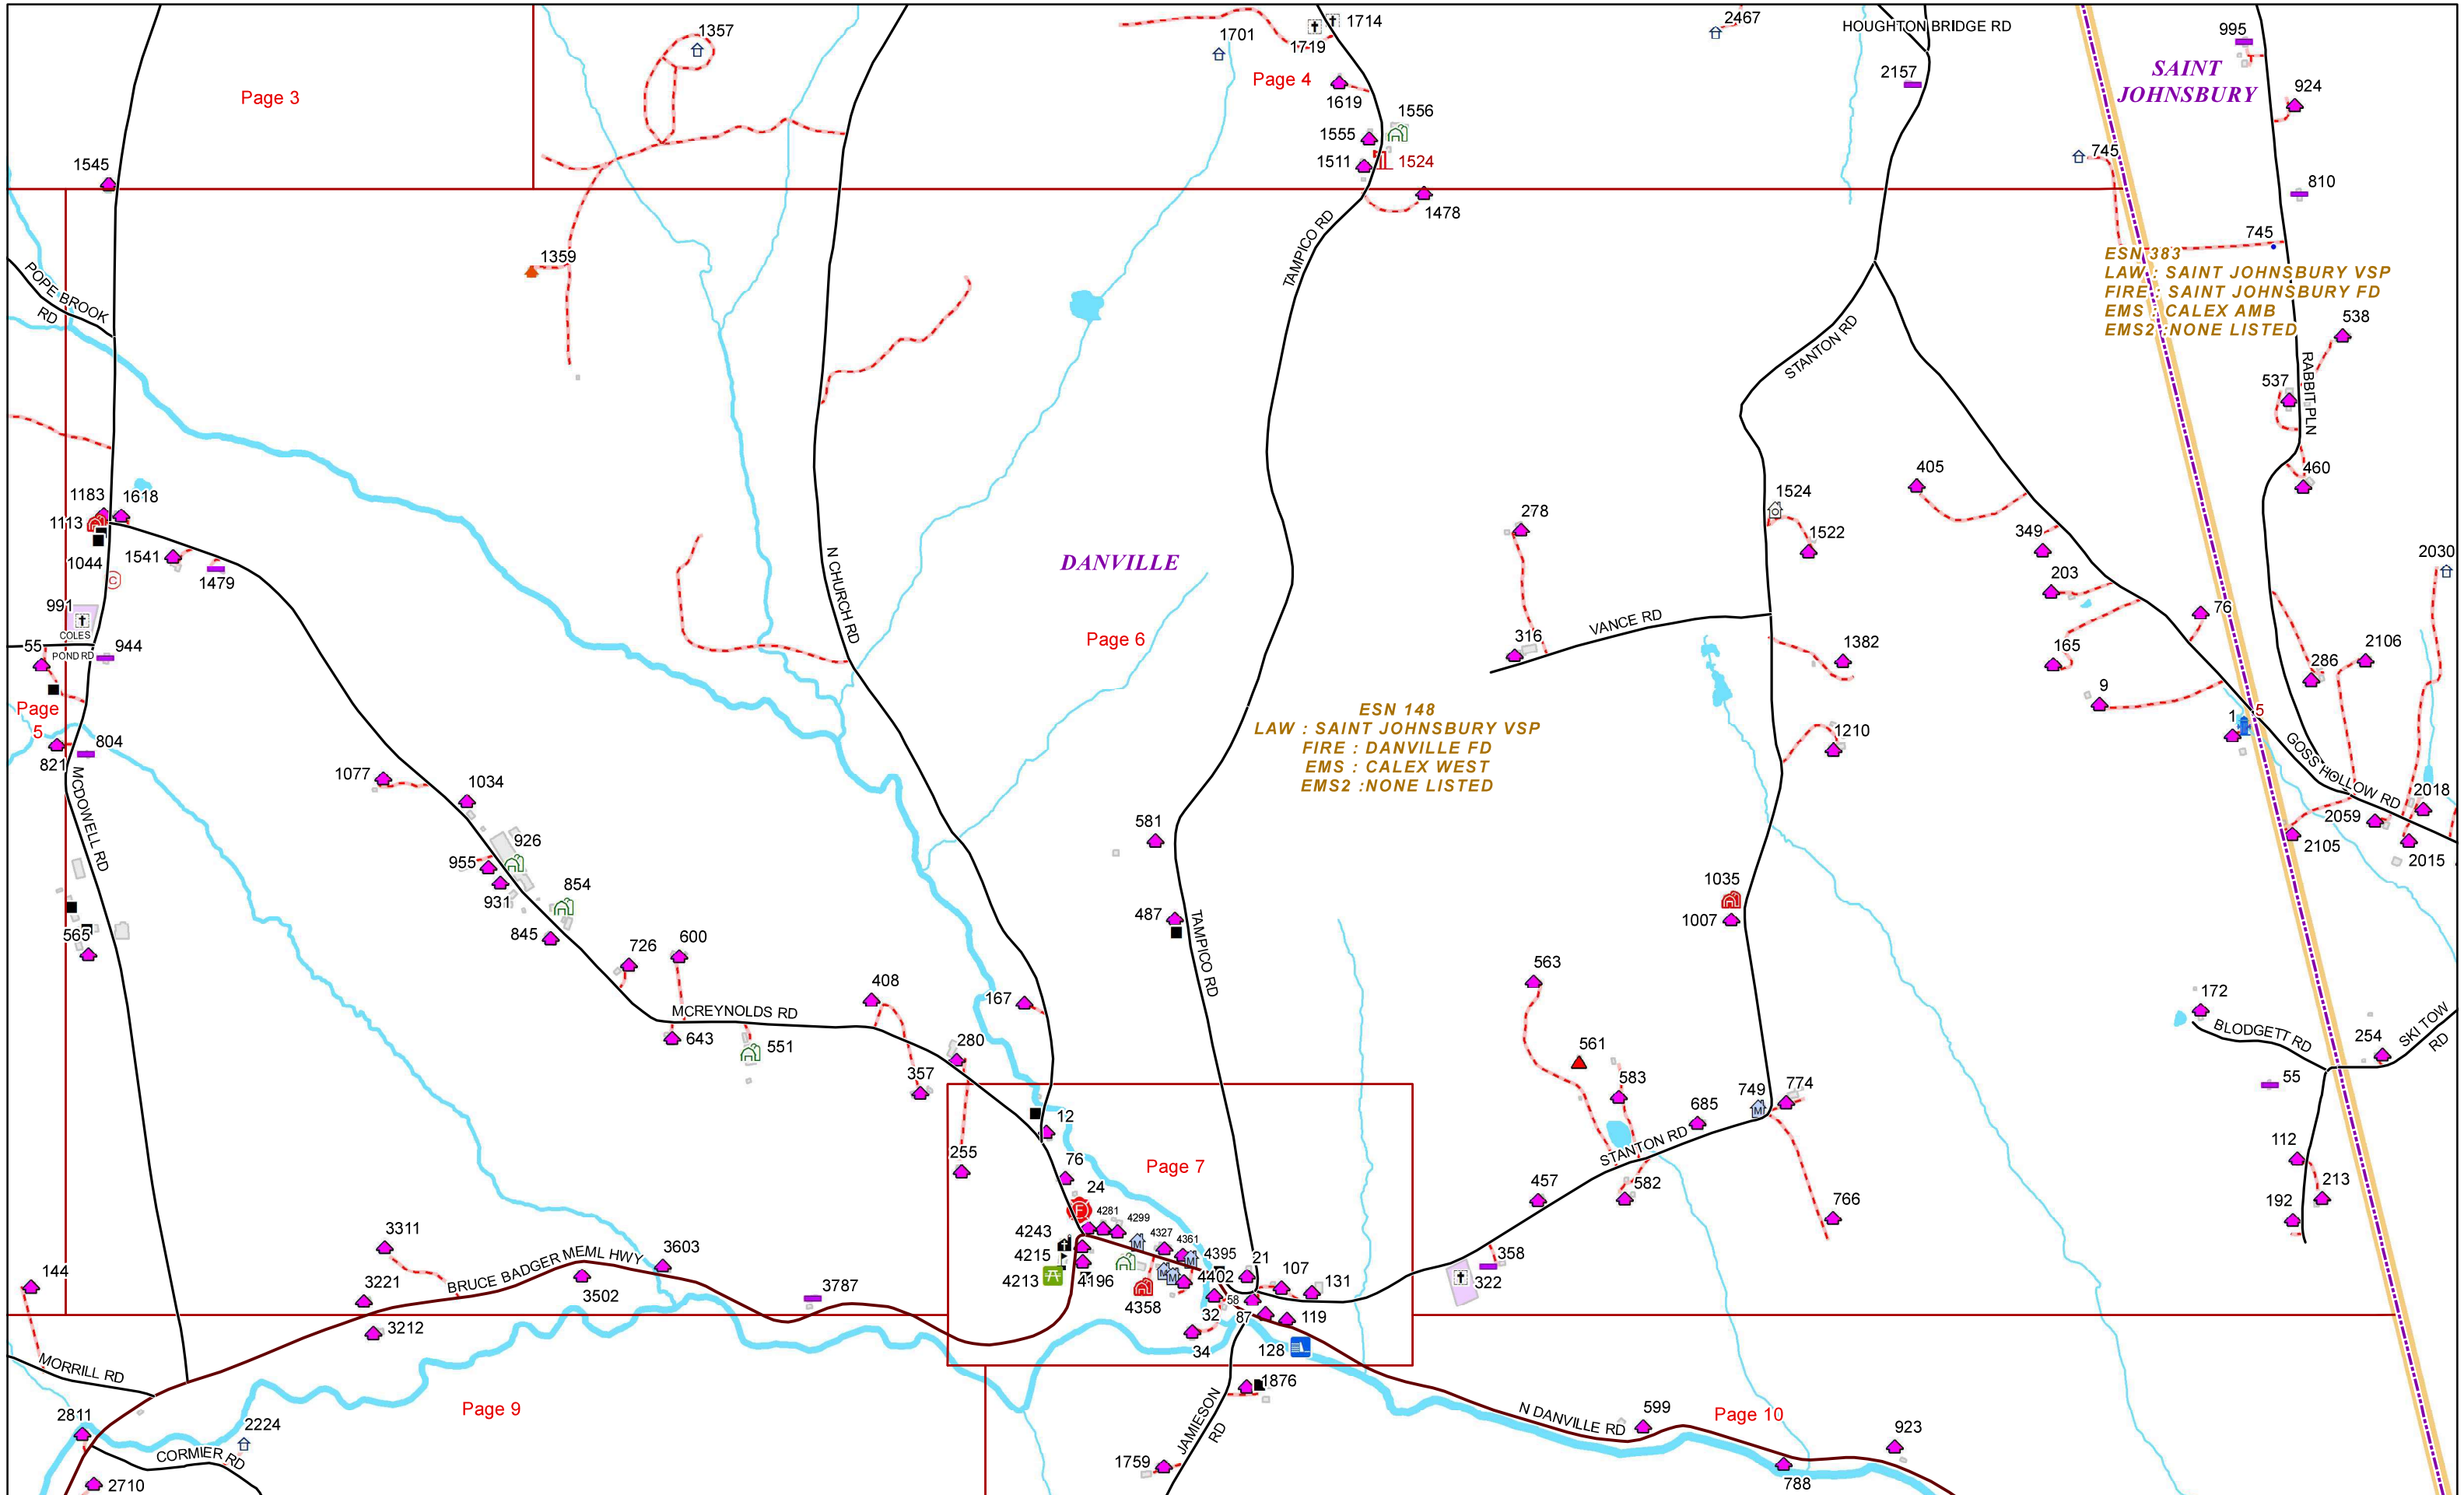 1357
1701
1714
1719
2467
HOUGHTON BRIDGE RD
995
SAINT
JOHNSBURY
Page 3
Page 4
1619
2157
924
1556
1555
1511
1524
745
1545
810
1478
TAMPICO RD
745
1359
ESN 383
LAW : SAINT JOHNSBURY VSP
FIRE : SAINT JOHNSBURY FD
EMS : CALEX AMB
EMS2 :NONE LISTED
POPE BROOK
RD
538
STANTON RD
RABBIT PLN
537
460
405
1183
1618
1113
1524
278
349
1522
1044
1541
1479
N CHURCH RD
DANVILLE
2030
203
991
COLES
POND RD
55
944
Page 6
VANCE RD
316
76
1382
165
286
2106
9
Page
5
ESN 148
LAW : SAINT JOHNSBURY VSP
FIRE : DANVILLE FD
EMS : CALEX WEST
EMS2 :NONE LISTED
1
5
1210
804
821
MCDOWELL RD
1077
1034
GOSS HOLLOW RD
2018
2059
2105
2015
581
926
955
931
854
845
1035
1007
487
TAMPICO RD
565
726
600
563
408
167
MCREYNOLDS RD
643
551
172
BLODGETT RD
254
SKI TOW
RD
280
357
561
583
749
774
55
685
12
STANTON RD
112
255
76
Page 7
24
457
582
766
213
192
4281
4299
4327
4361
4243
4215
4213
4196
4395
4402
4358
21
107
131
358
322
3311
3603
BRUCE BADGER MEML HWY
144
3221
3502
3787
3212
32
58
87
119
34
128
MORRILL RD
1876
JAMIESON
RD
2811
2224
CORMIER RD
Page 9
N DANVILLE RD
599
Page 10
923
1759
788
2710